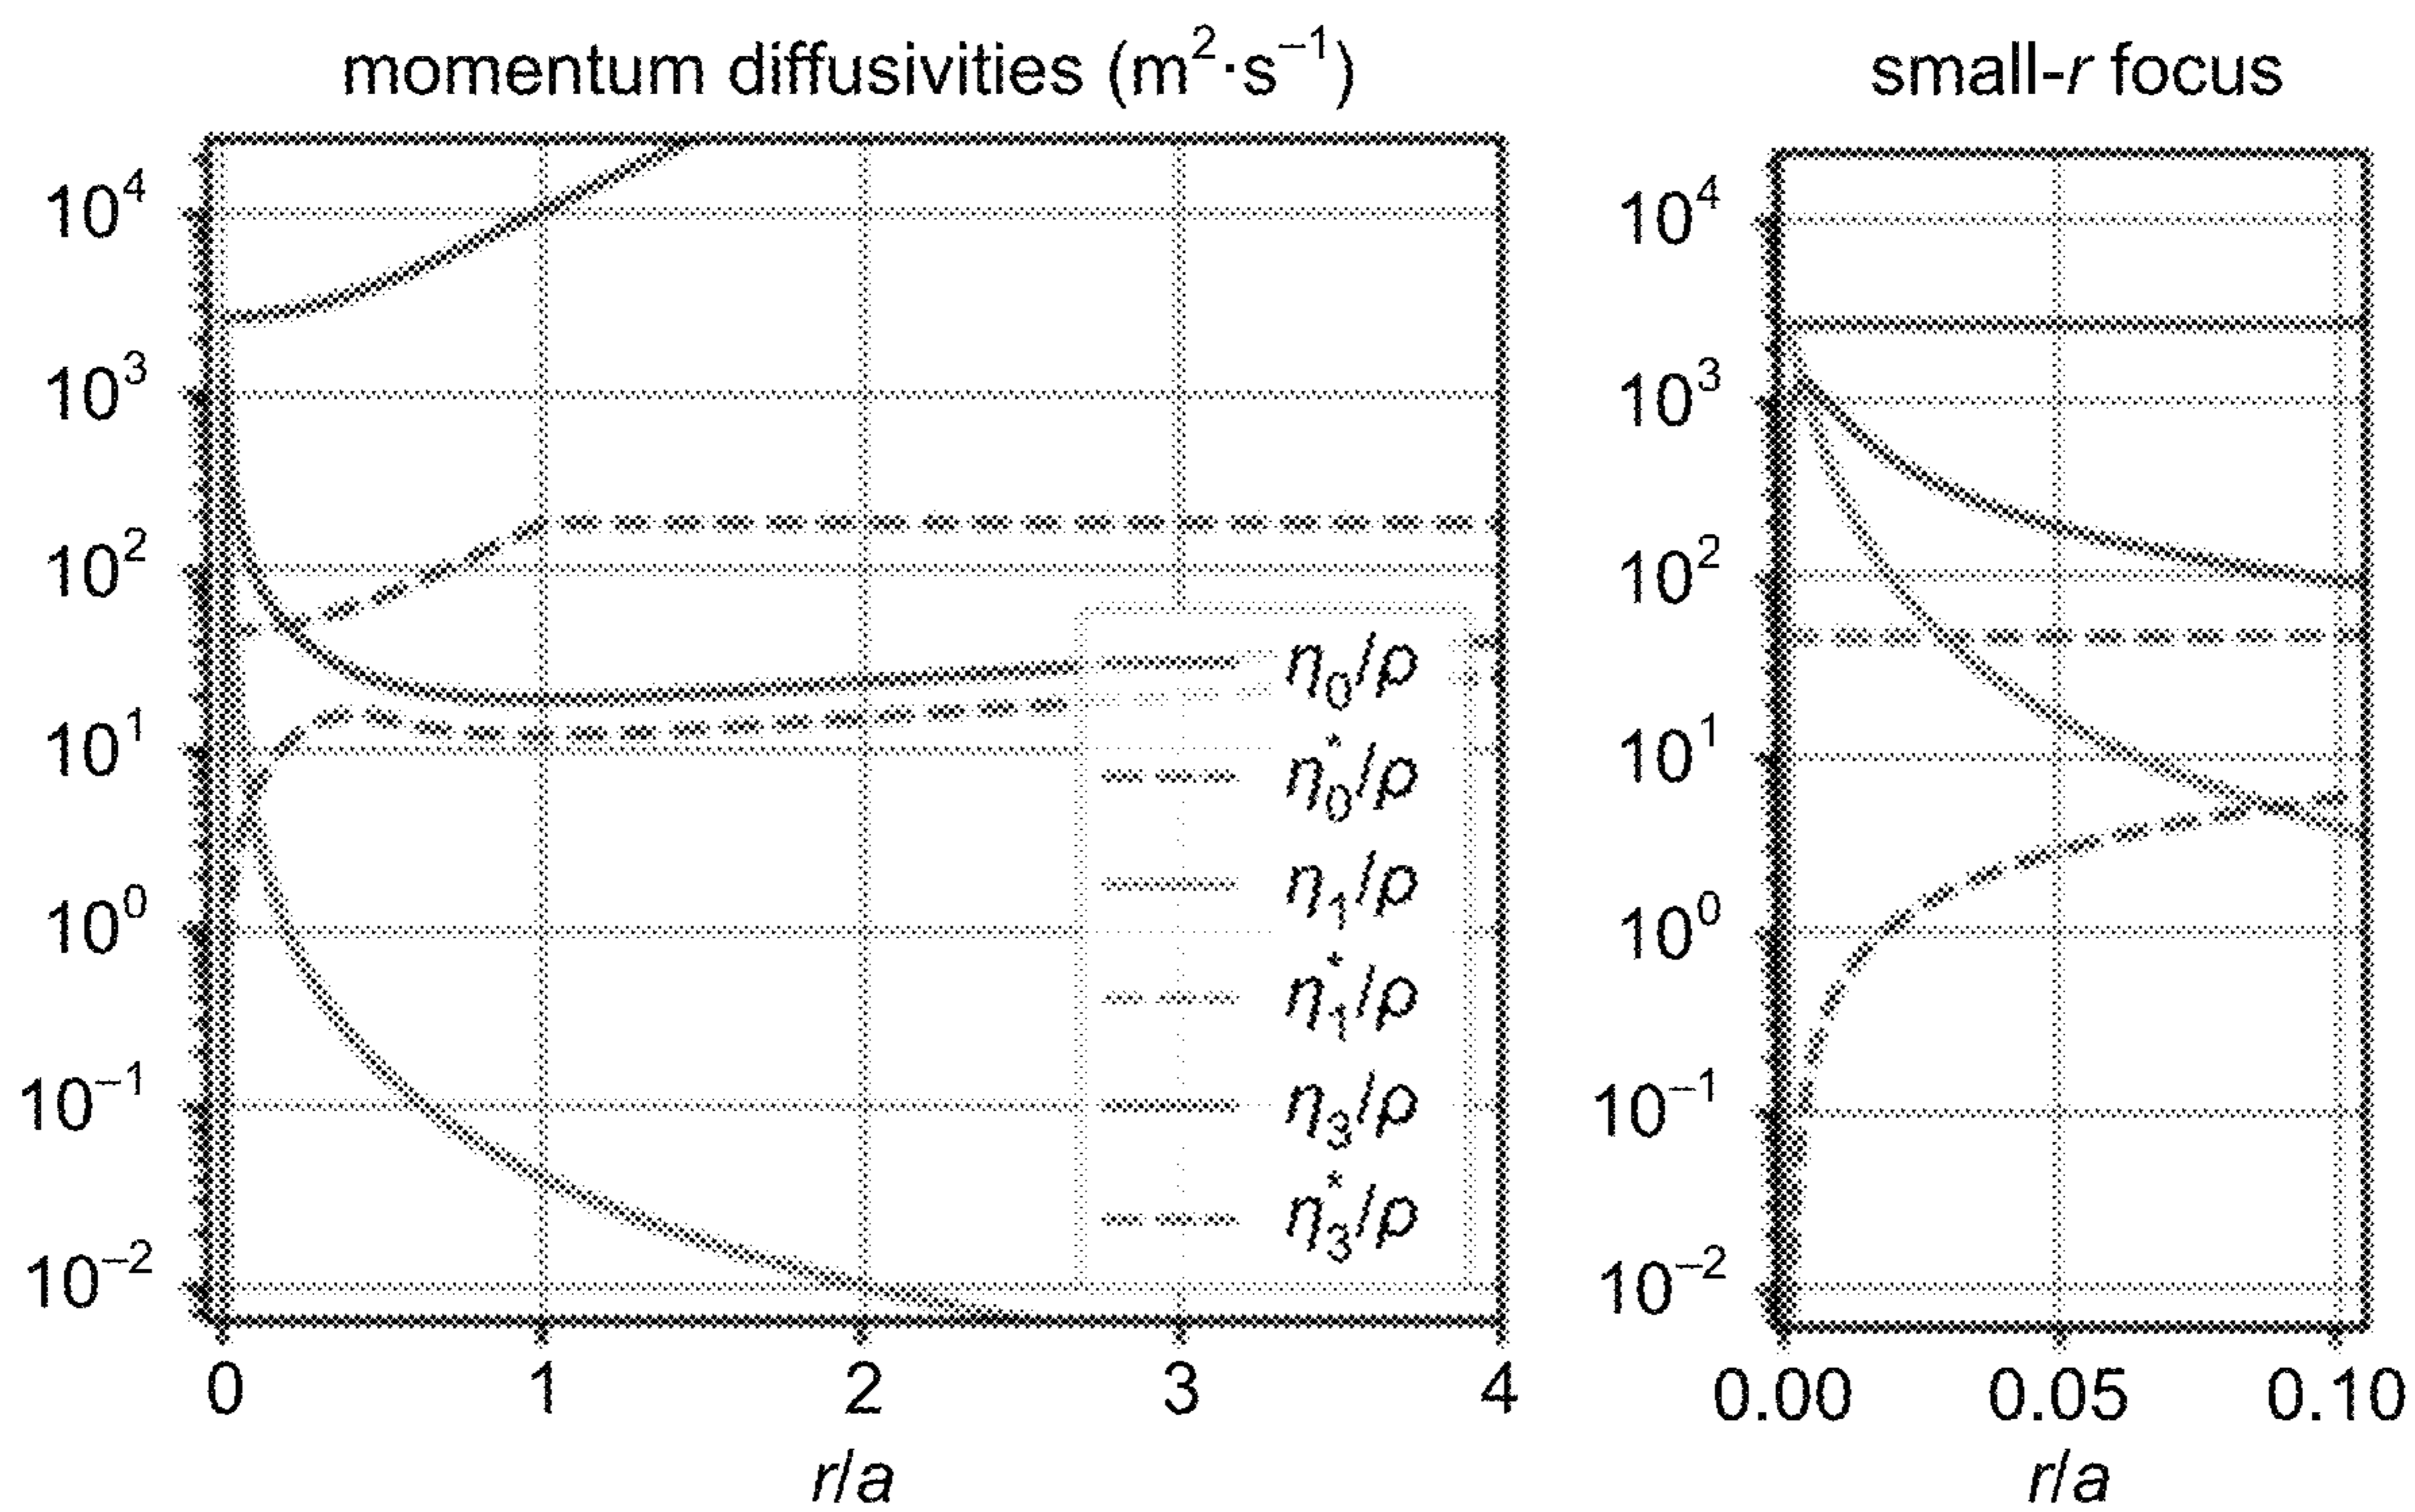 momentum diffusivities (m²·s⁻¹)
10⁴
10³
10²
10¹
10⁰
10⁻¹
10⁻²
0 1 2 3 4
r/a
η₀/ρ
η₀*/ρ
η₁/ρ
η₁*/ρ
η₃/ρ
η₃*/ρ
small-r focus
10⁴
10³
10²
10¹
10⁰
10⁻¹
10⁻²
0.00 0.05 0.10
r/a